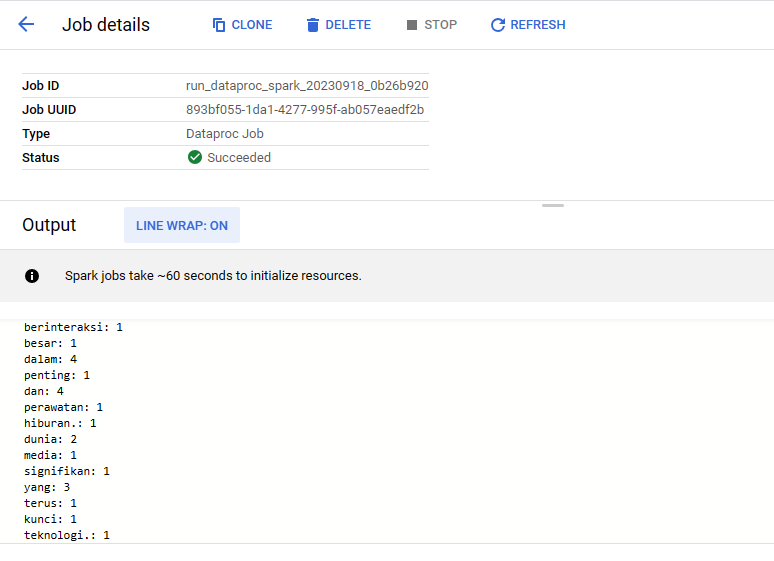 Job details CLONE DELETE STOP REFRESH
Job ID run_dataproc_spark_20230918_0b26b920
Job UUID 893bf055-1da1-4277-995f-ab057eaedf2b
Type Dataproc Job
Status Succeeded
Output LINE WRAP: ON
Spark jobs take ~60 seconds to initialize resources.
berinteraksi: 1
besar: 1
dalam: 4
penting: 1
dan: 4
perawatan: 1
hiburan.: 1
dunia: 2
media: 1
signifikan: 1
yang: 3
terus: 1
kunci: 1
teknologi.: 1